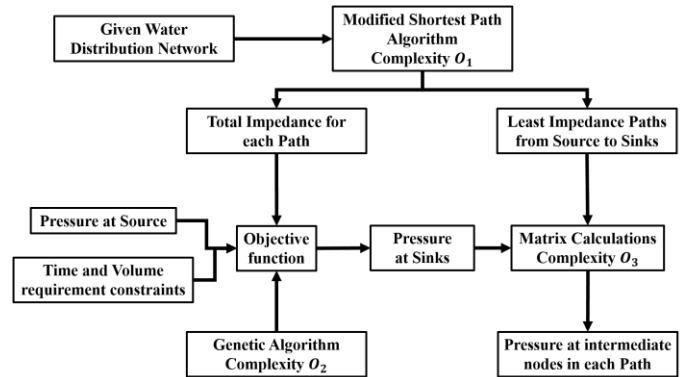 Given Water
Distribution Network
Modified Shortest Path
Algorithm
Complexity O₁
Total Impedance for
each Path
Least Impedance Paths
from Source to Sinks
Pressure at Source
Time and Volume
requirement constraints
Objective
function
Pressure
at Sinks
Matrix Calculations
Complexity O₃
Genetic Algorithm
Complexity O₂
Pressure at intermediate
nodes in each Path